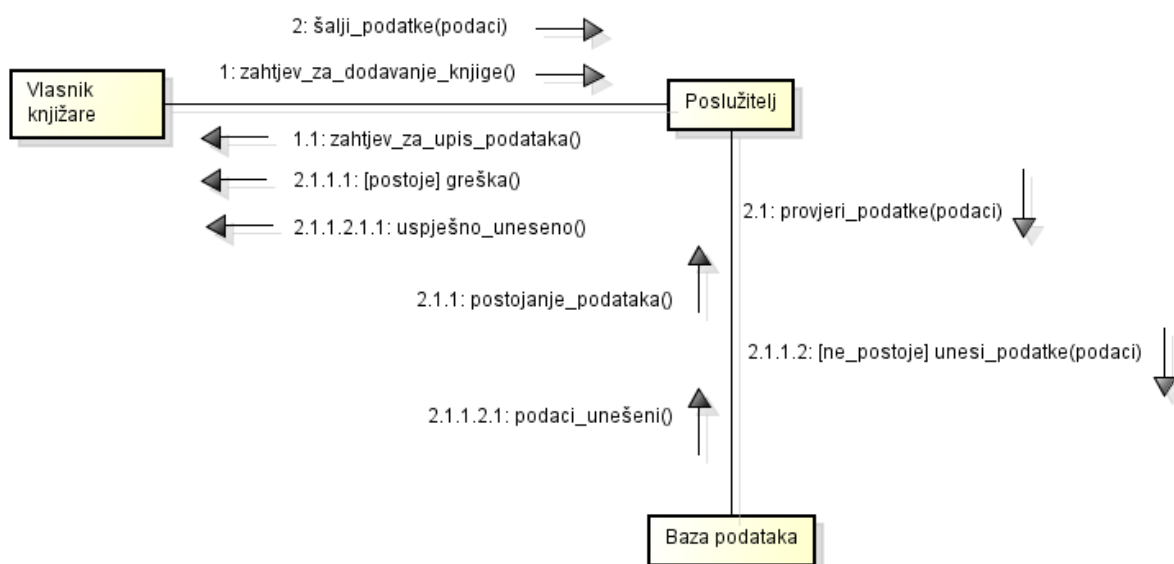 2: šalji_podatke(podaci)
1: zahtjev_za_dodavanje_knjige()
Vlasnik
knjižare
Poslužitelj
1.1: zahtjev_za_upis_podataka()
2.1.1.1: [postoje] greška()
2.1: provjeri_podatke(podaci)
2.1.1.2.1.1: uspješno_uneseno()
2.1.1: postojanje_podataka()
2.1.1.2: [ne_postoje] unesi_podatke(podaci)
2.1.1.2.1: podaci_unešeni()
Baza podataka